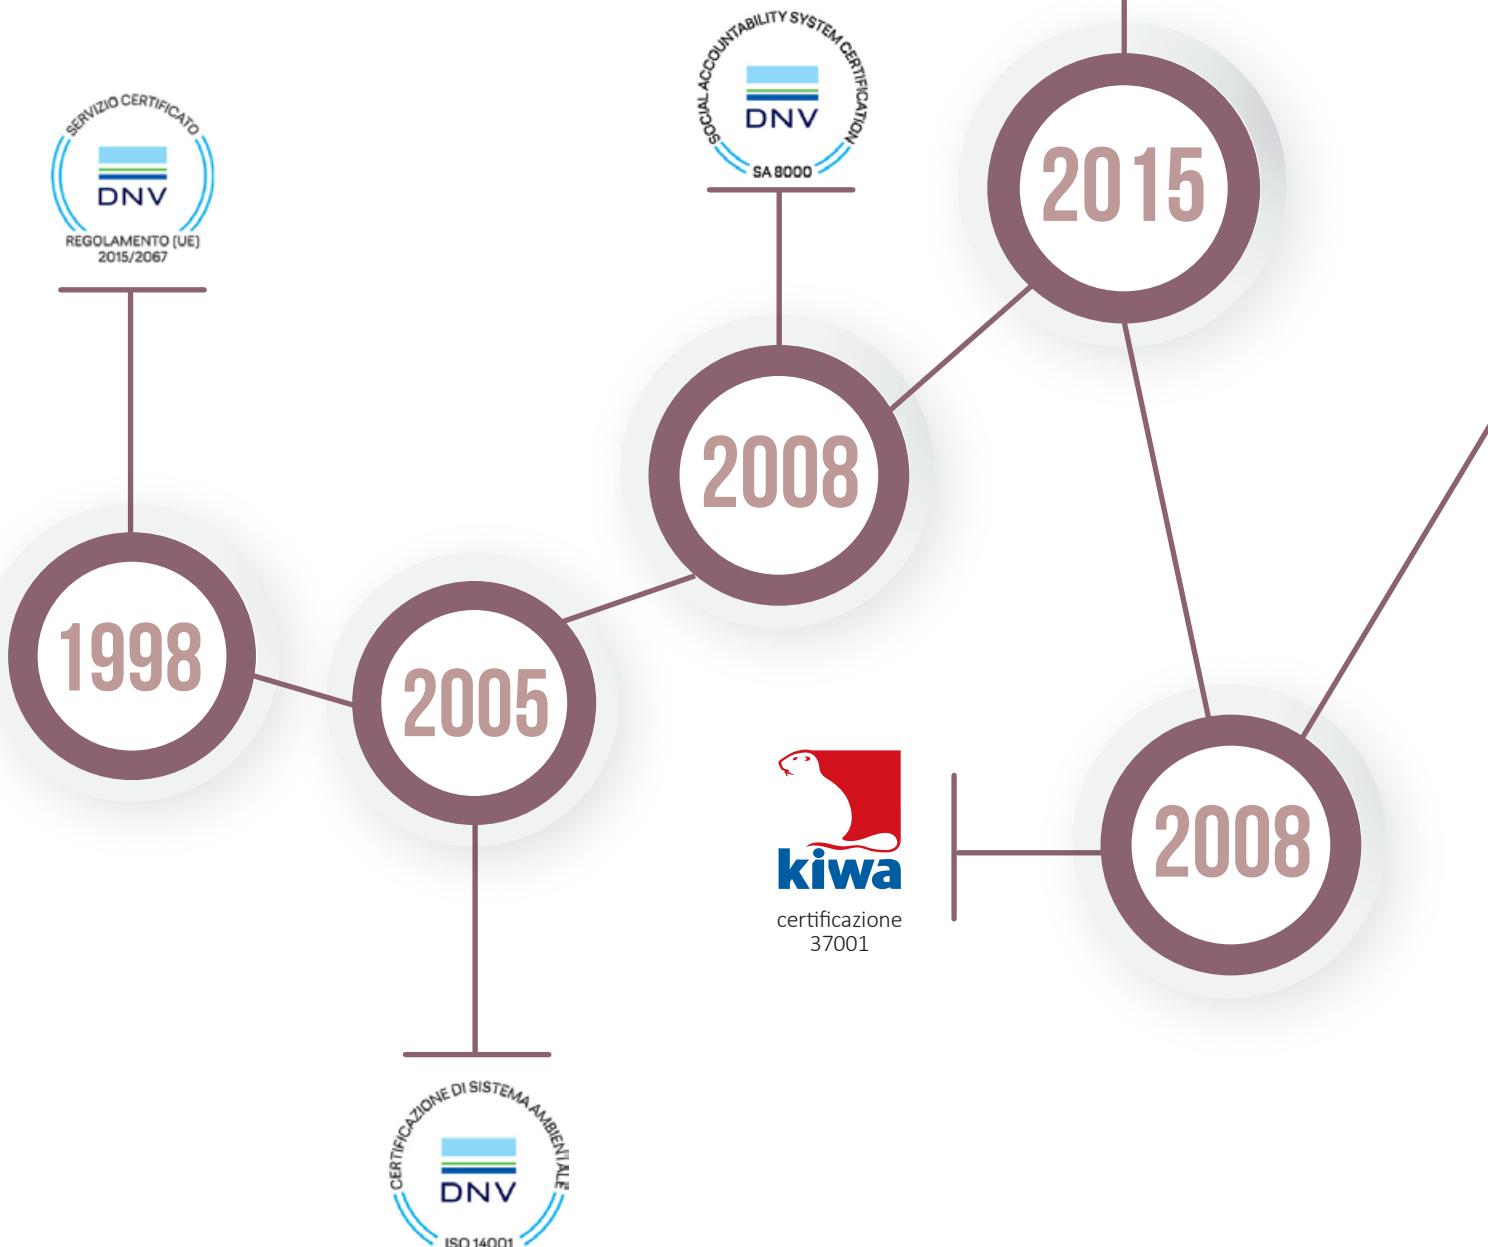 SERVIZIO CERTIFICATO
DNV
REGOLAMENTO (UE)
2015/2067
1998
2005
CERTIFICAZIONE DI SISTEMA AMBIENTALE
DNV
ISO 14001
SOCIAL ACCOUNTABILITY SYSTEM CERTIFICATION
DNV
SA 8000
2008
2015
kiwa
certificazione
37001
2008